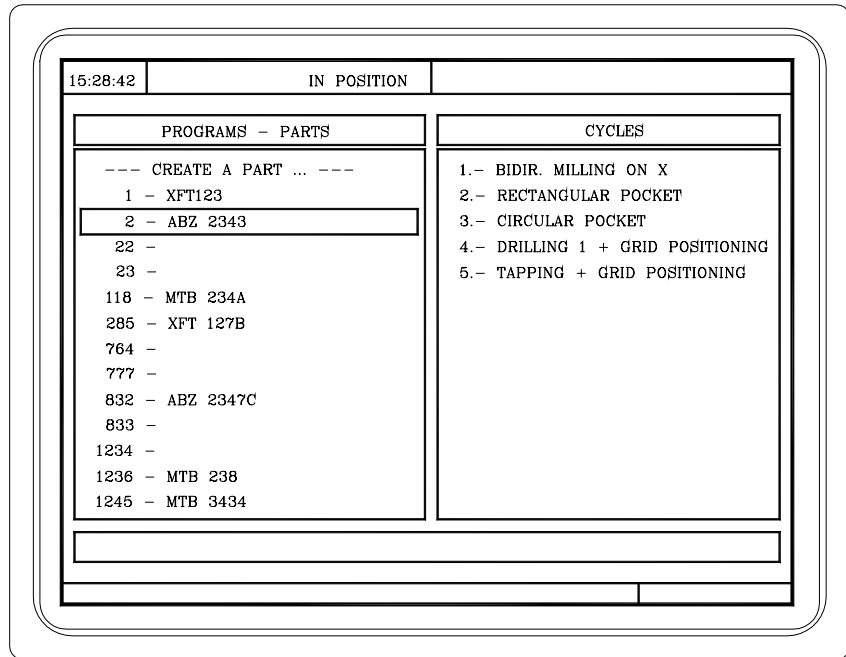 15:28:42 IN POSITION
PROGRAMS - PARTS
--- CREATE A PART ... ---
1 - XFT123
2 - ABZ 2343
22 -
23 -
118 - MTB 234A
285 - XFT 127B
764 -
777 -
832 - ABZ 2347C
833 -
1234 -
1236 - MTB 238
1245 - MTB 3434
CYCLES
1.- BIDIR. MILLING ON X
2.- RECTANGULAR POCKET
3.- CIRCULAR POCKET
4.- DRILLING 1 + GRID POSITIONING
5.- TAPPING + GRID POSITIONING